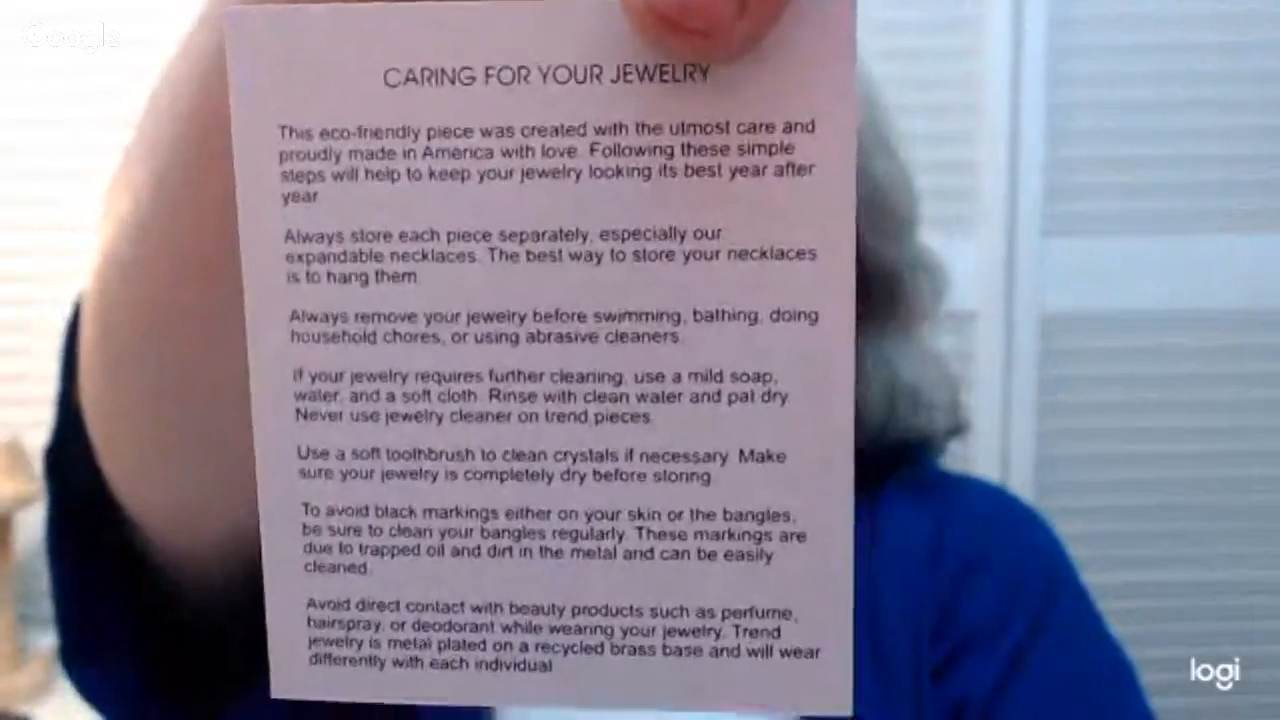 Google
CARING FOR YOUR JEWELRY
This eco-friendly piece was created with the utmost care and
proudly made in America with love. Following these simple
steps will help to keep your jewelry looking its best year after
year.
Always store each piece separately, especially our
expandable necklaces. The best way to store your necklaces
is to hang them.
Always remove your jewelry before swimming, bathing, doing
household chores, or using abrasive cleaners.
If your jewelry requires further cleaning, use a mild soap,
water, and a soft cloth. Rinse with clean water and pat dry.
Never use jewelry cleaner on trend pieces.
Use a soft toothbrush to clean crystals if necessary. Make
sure your jewelry is completely dry before storing.
To avoid black markings either on your skin or the bangles,
be sure to clean your bangles regularly. These markings are
due to trapped oil and dirt in the metal and can be easily
cleaned.
Avoid direct contact with beauty products such as perfume,
hairspray, or deodorant while wearing your jewelry. Trend
jewelry is metal plated on a recycled brass base and will wear
differently with each individual.
logi